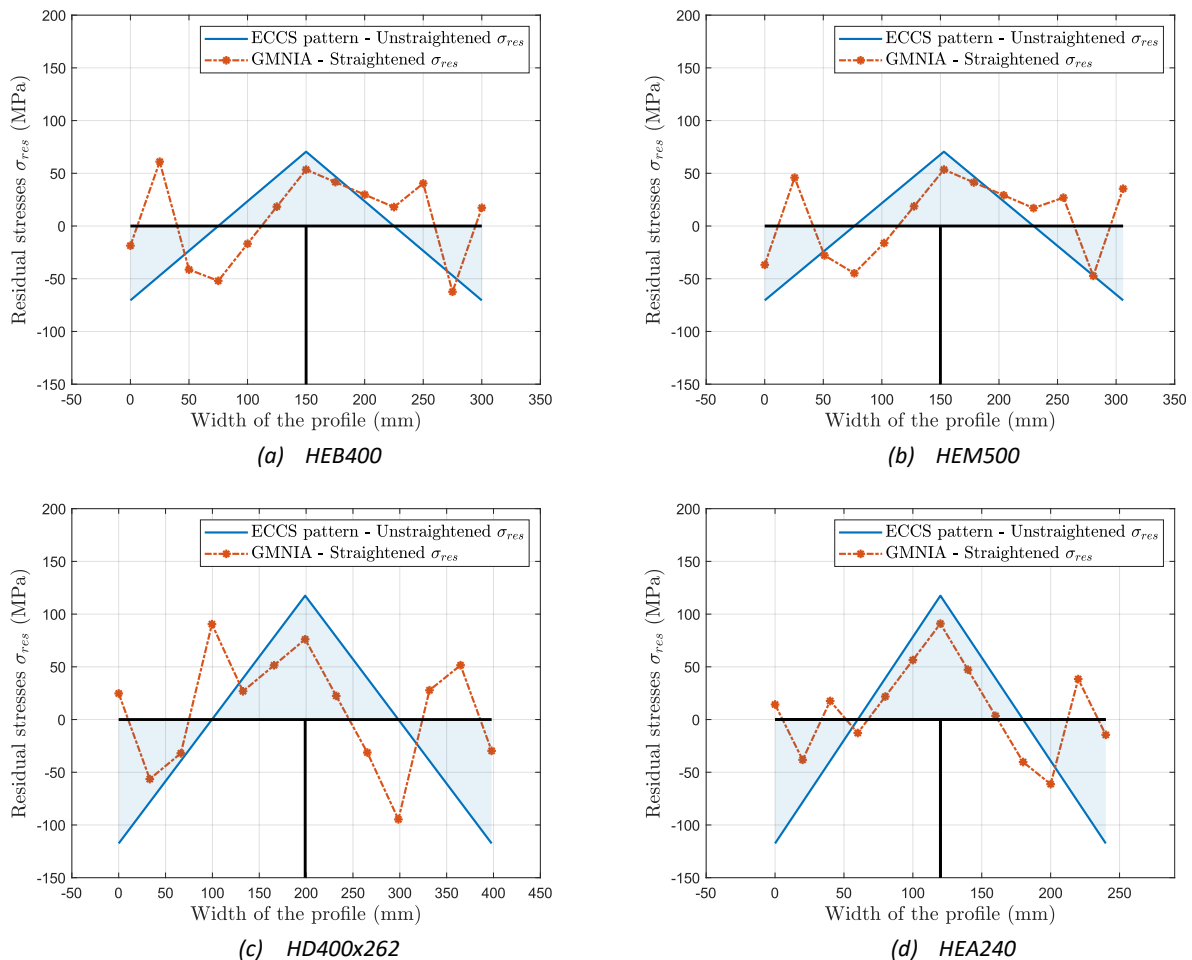 200
150
100
50
0
-50
-100
-150
-50 0 50 100 150 200 250 300 350
Residual stresses σres (MPa)
Width of the profile (mm)
ECCS pattern - Unstraightened σres
GMNIA - Straightened σres
(a) HEB400
200
150
100
50
0
-50
-100
-150
-50 0 50 100 150 200 250 300 350
Residual stresses σres (MPa)
Width of the profile (mm)
ECCS pattern - Unstraightened σres
GMNIA - Straightened σres
(b) HEM500
200
150
100
50
0
-50
-100
-150
-50 0 50 100 150 200 250 300 350 400 450
Residual stresses σres (MPa)
Width of the profile (mm)
ECCS pattern - Unstraightened σres
GMNIA - Straightened σres
(c) HD400x262
200
150
100
50
0
-50
-100
-150
-50 0 50 100 150 200 250
Residual stresses σres (MPa)
Width of the profile (mm)
ECCS pattern - Unstraightened σres
GMNIA - Straightened σres
(d) HEA240